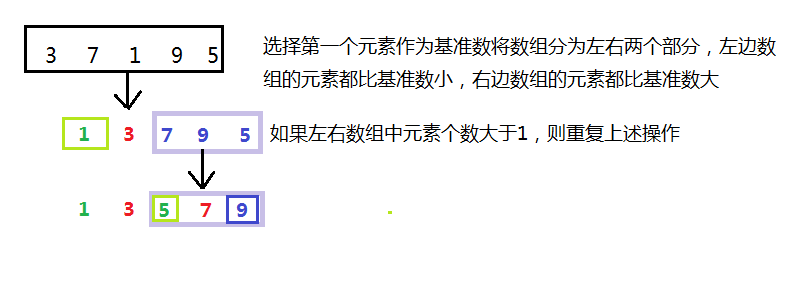 3 7 1 9 5
选择第一个元素作为基准数将数组分为左右两个部分，左边数
组的元素都比基准数小，右边数组的元素都比基准数大
1 3 7 9 5
如果左右数组中元素个数大于1，则重复上述操作
1 3 5 7 9